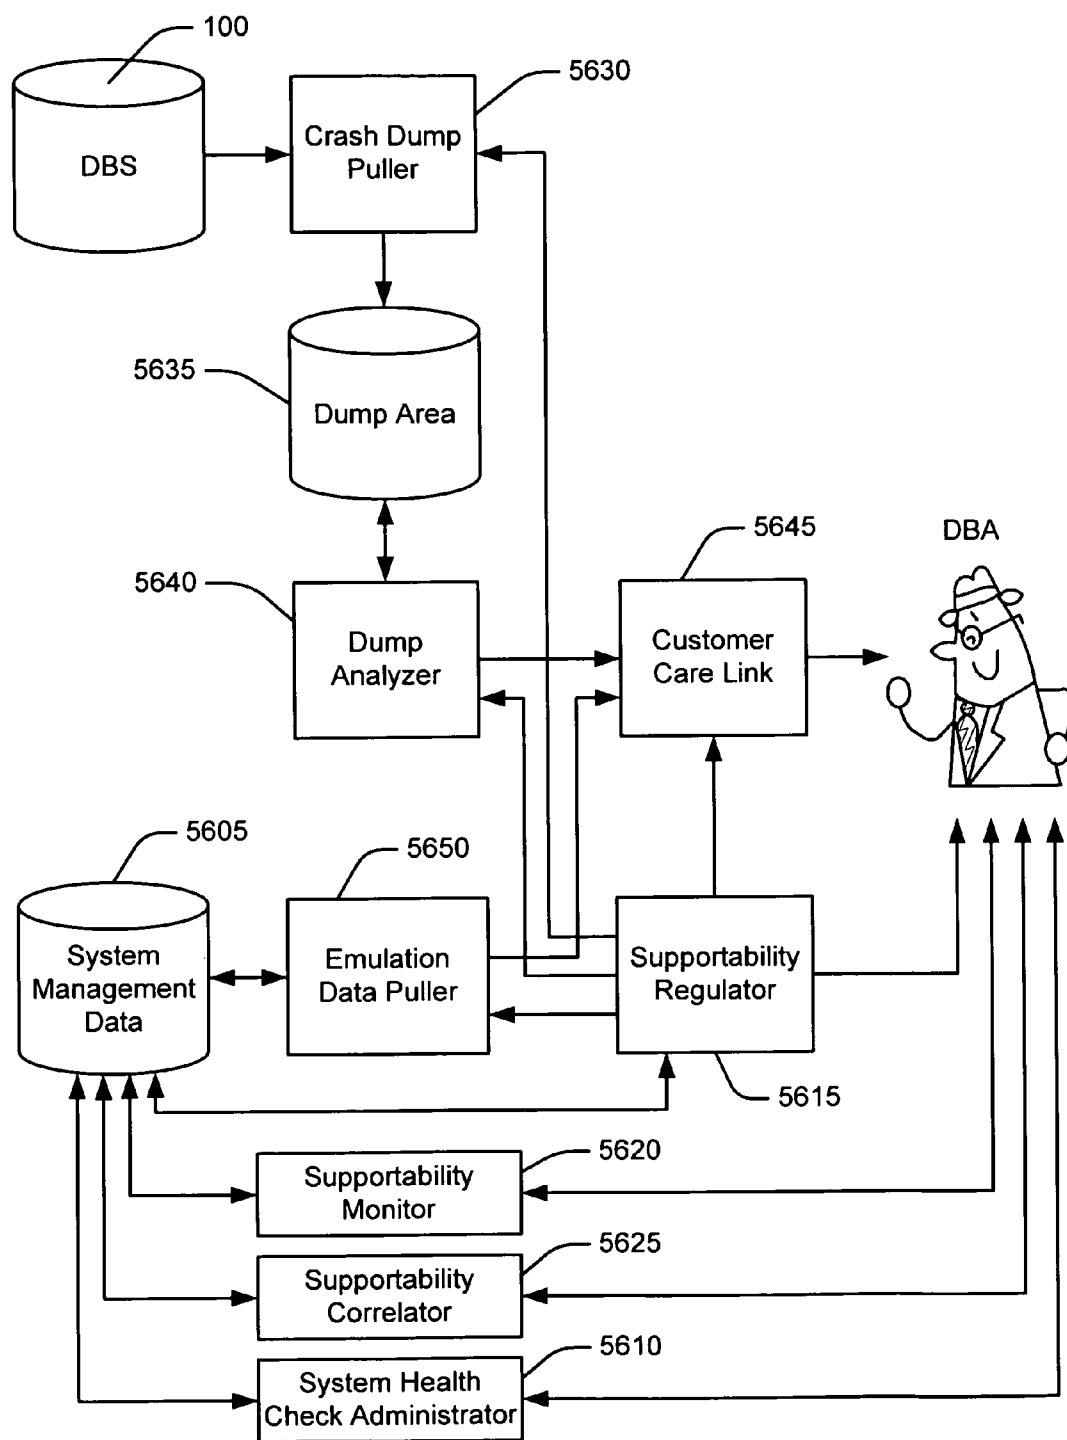 100
5630
DBS
Crash Dump
Puller
5635
Dump Area
5645
DBA
5640
Dump
Analyzer
Customer
Care Link
5605
5650
System
Management
Data
Emulation
Data Puller
Supportability
Regulator
5615
5620
Supportability
Monitor
5625
Supportability
Correlator
5610
System Health
Check Administrator